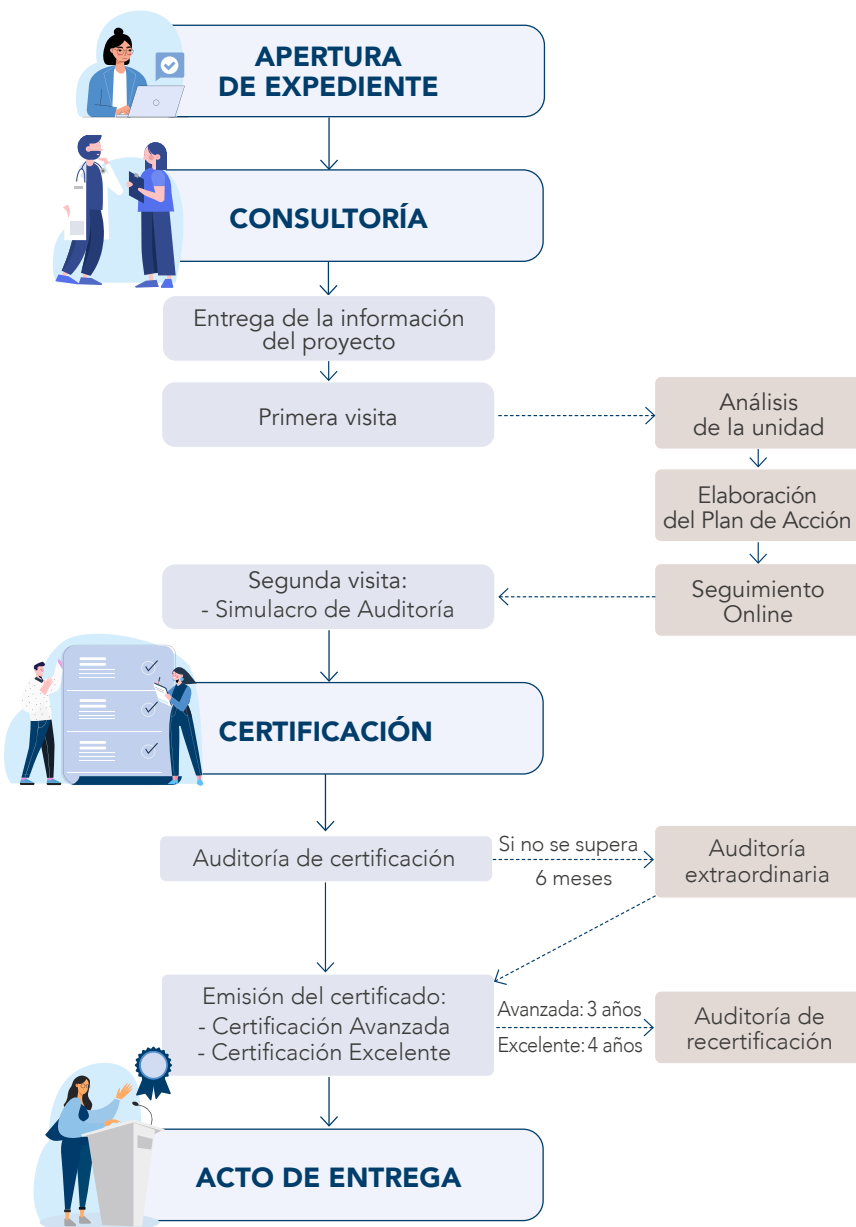 APERTURA
DE EXPEDIENTE
CONSULTORÍA
Entrega de la información
del proyecto
Primera visita
Análisis
de la unidad
Elaboración
del Plan de Acción
Segunda visita:
- Simulacro de Auditoría
Seguimiento
Online
CERTIFICACIÓN
Auditoría de certificación
Si no se supera
6 meses
Auditoría
extraordinaria
Emisión del certificado:
- Certificación Avanzada
- Certificación Excelente
Avanzada: 3 años
Excelente: 4 años
Auditoría de
recertificación
ACTO DE ENTREGA